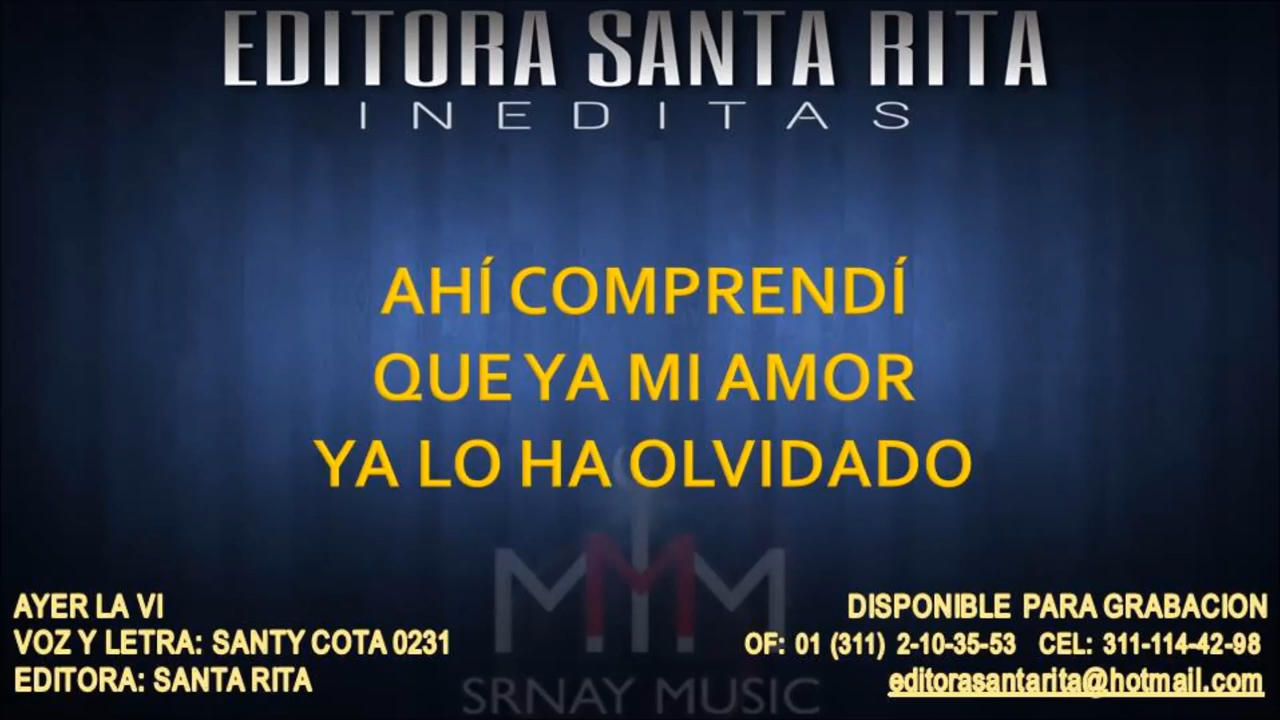 EDITORA SANTA RITA
INEDITAS
AHÍ COMPRENDÍ
QUE YA MI AMOR
YA LO HA OLVIDADO
MMM
SRNAY MUSIC
AYER LA VI
VOZ Y LETRA: SANTY COTA 0231
EDITORA: SANTA RITA
DISPONIBLE PARA GRABACION
OF: 01 (311) 2-10-35-53 CEL: 311-114-42-98
editorasantarita@hotmail.com